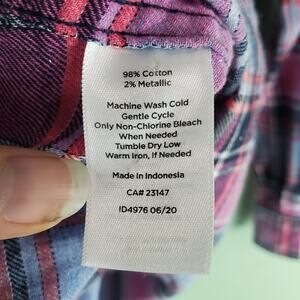 98% Cotton
2% Metallic
Machine Wash Cold
Gentle Cycle
Only Non-Chlorine Bleach
When Needed
Tumble Dry Low
Warm Iron, If Needed
Made in Indonesia
CA# 23147
ID4976 06/20